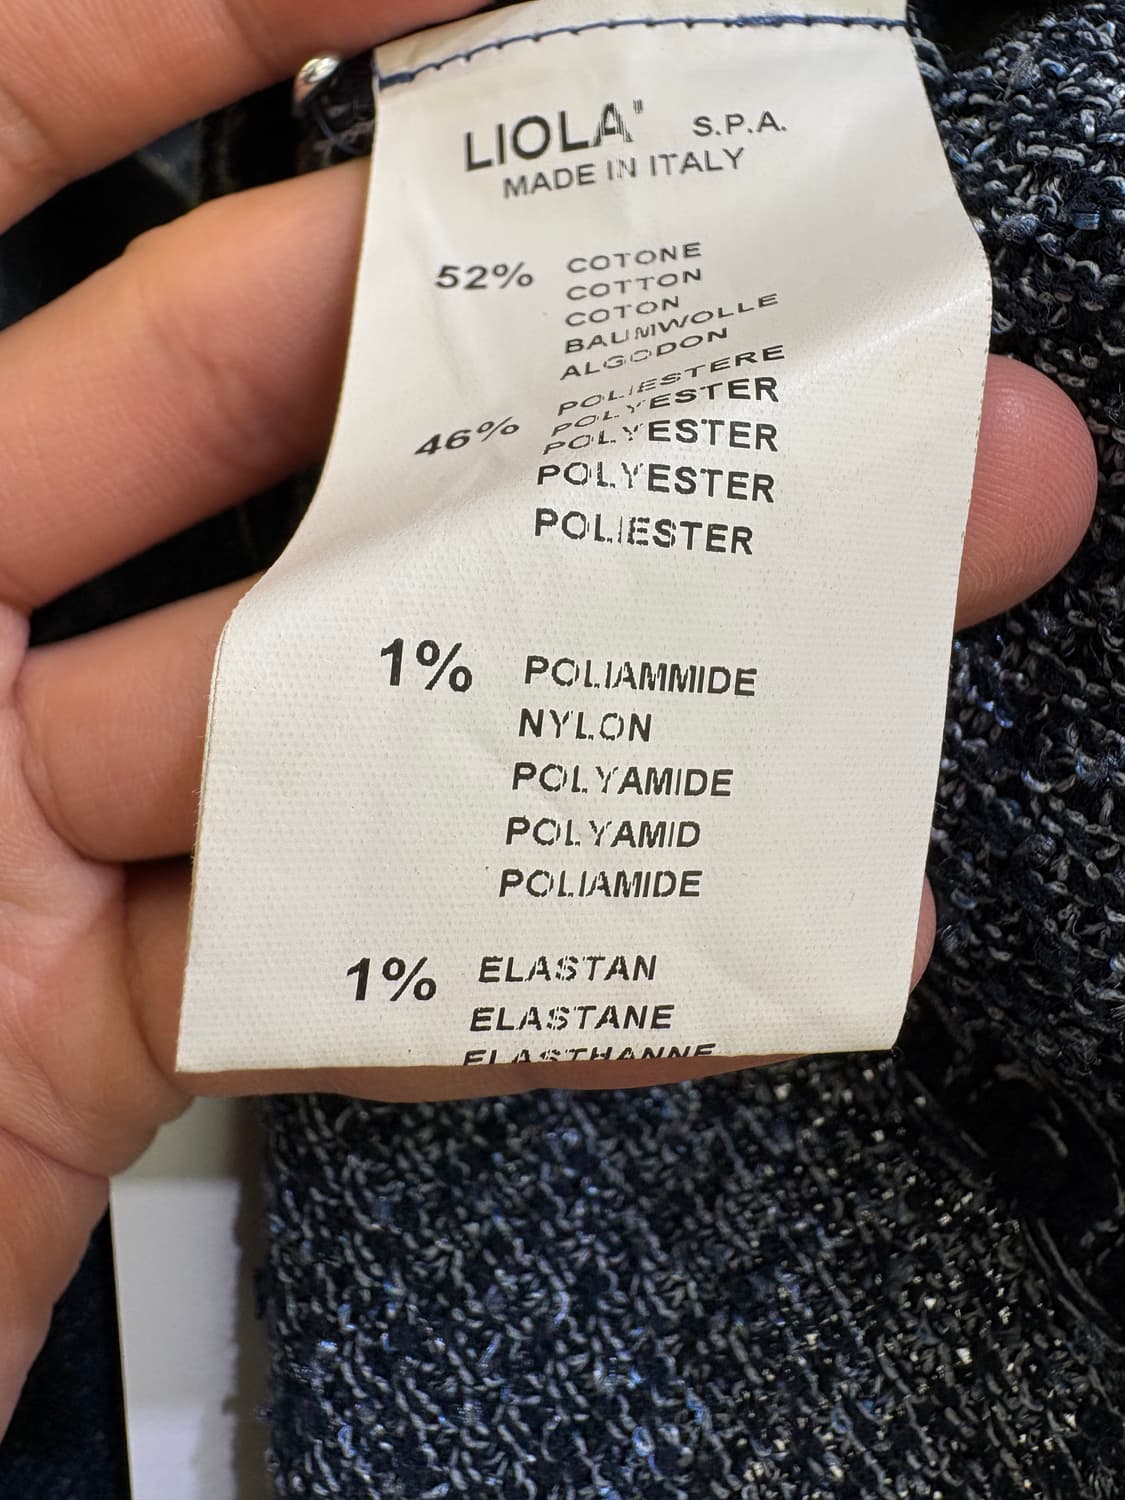 LIOLA' S.P.A.
MADE IN ITALY
52% COTONE
COTTON
COTON
BAUMWOLLE
ALGODON
46% POLIESTERE
POLYESTER
POLYESTER
POLYESTER
POLIESTER
1% POLIAMMIDE
NYLON
POLYAMIDE
POLYAMID
POLIAMIDE
1% ELASTAN
ELASTANE
ELASTHANNE